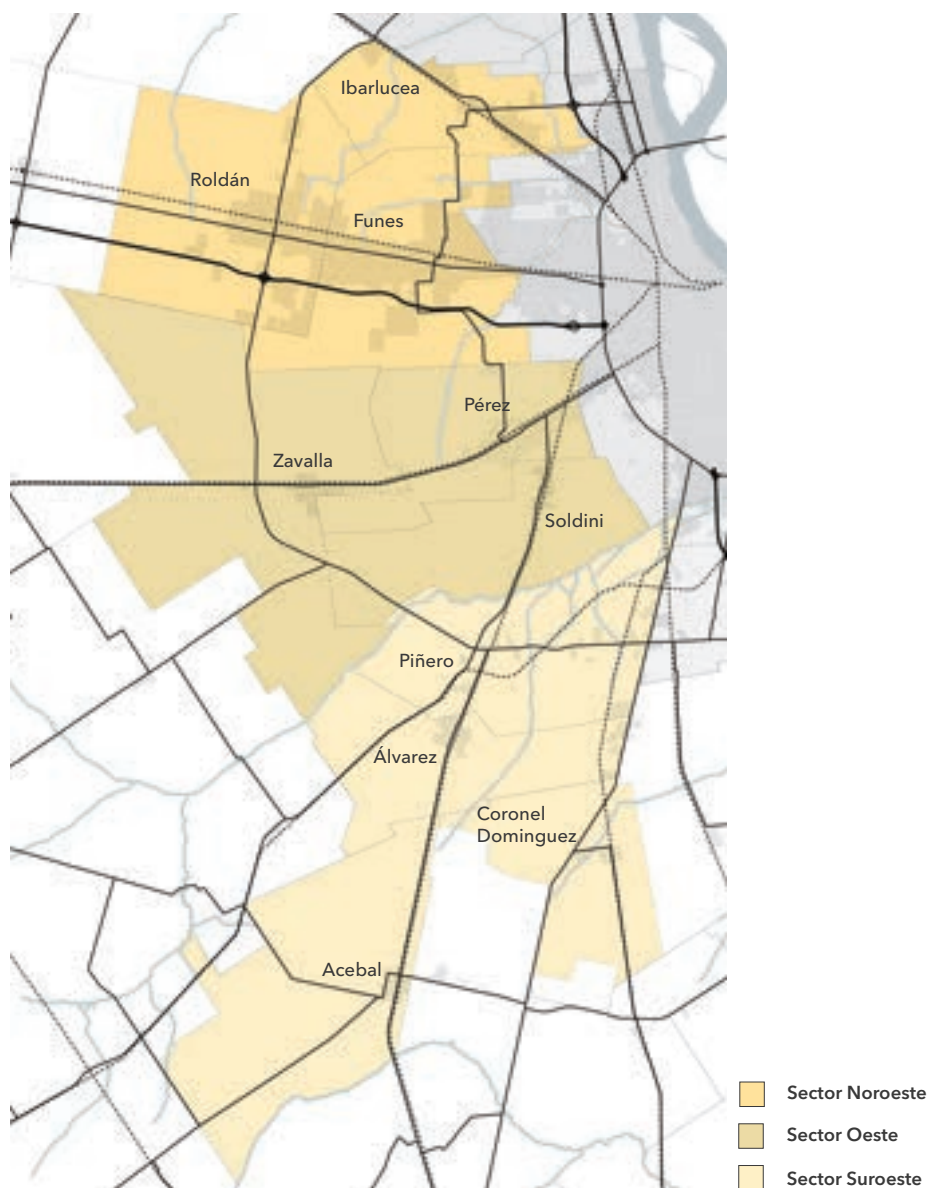 Ibarlucea
Roldán
Funes
Pérez
Zavalla
Soldini
Piñero
Álvarez
Coronel
Dominguez
Acebal
Sector Noroeste
Sector Oeste
Sector Suroeste